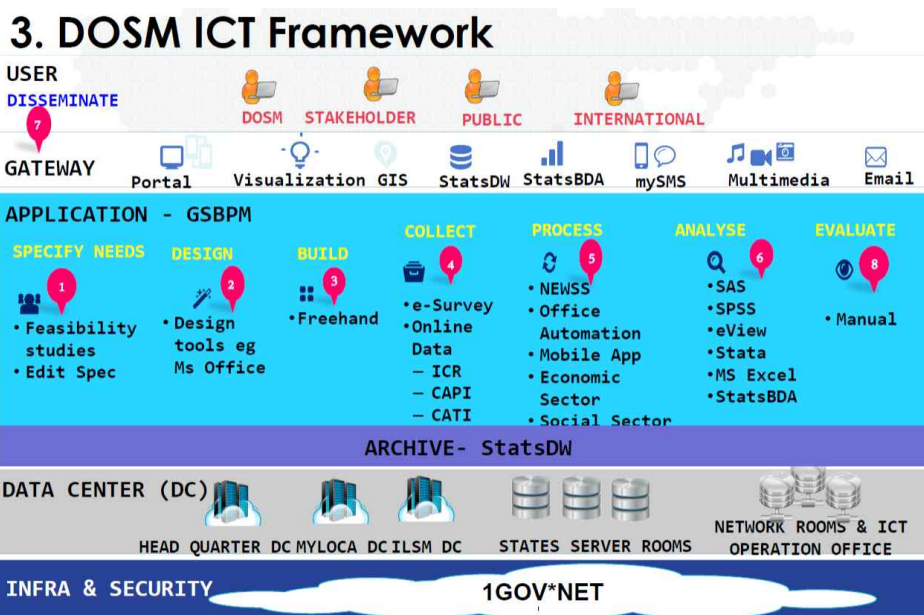 3. DOSM ICT Framework
USER
DISSEMINATE
7
DOSM STAKEHOLDER PUBLIC INTERNATIONAL
GATEWAY
Portal Visualization GIS StatsDW StatsBDA mySMS Multimedia Email
APPLICATION - GSBPM
SPECIFY NEEDS
1
• Feasibility
studies
• Edit Spec
DESIGN
2
• Design
tools eg
Ms Office
BUILD
3
• Freehand
COLLECT
4
• e-Survey
• Online
Data
– ICR
– CAPI
– CATI
PROCESS
5
• NEWSS
• Office
Automation
• Mobile App
• Economic
Sector
• Social Sector
ANALYSE
6
• SAS
• SPSS
• eView
• Stata
• MS Excel
• StatsBDA
EVALUATE
8
• Manual
ARCHIVE- StatsDW
DATA CENTER (DC)
HEAD QUARTER DC MYLOCA DC ILSM DC STATES SERVER ROOMS
NETWORK ROOMS & ICT
OPERATION OFFICE
INFRA & SECURITY
1GOV*NET